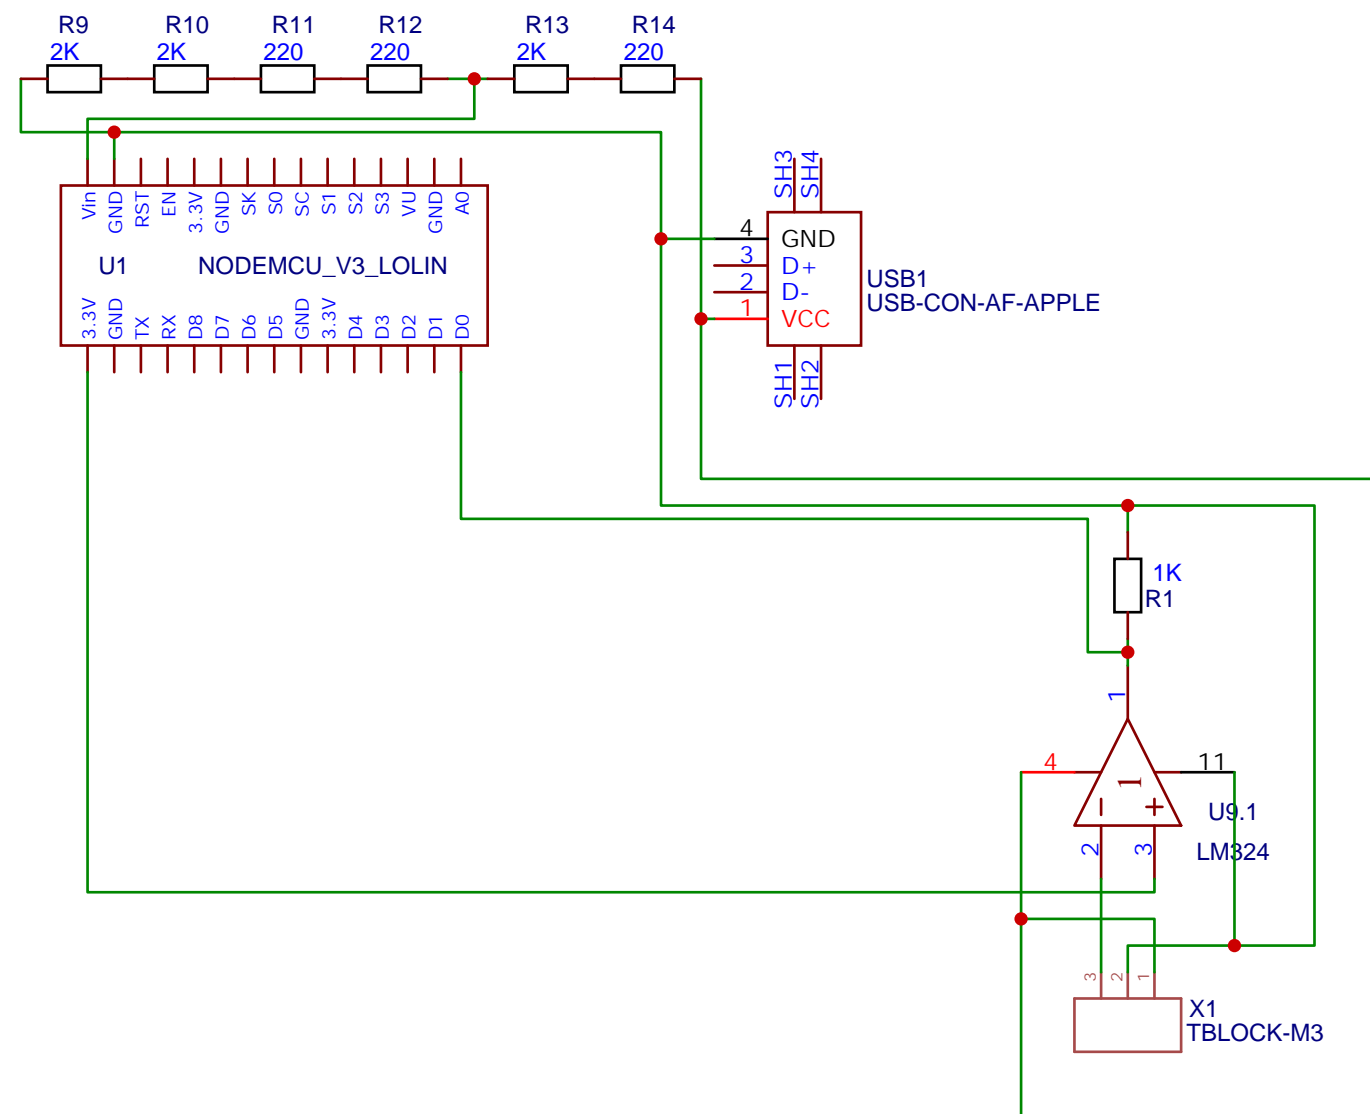 R9 R10 R11 R12 R13 R14
2K 2K 220 220 2K 220
Vin GND RST EN 3.3V GND SK S0 SC S1 S2 S3 VU GND A0
U1 NODEMCU_V3_LOLIN
3.3V GND TX RX D8 D7 D6 D5 GND 3.3V D4 D3 D2 D1 D0
SH3 SH4
4 GND
3 D+
2 D-
1 VCC
USB1
USB-CON-AF-APPLE
SH1 SH2
1K
R1
1
4 1 11
U9.1
2 3
LM324
3 2 1
X1
TBLOCK-M3